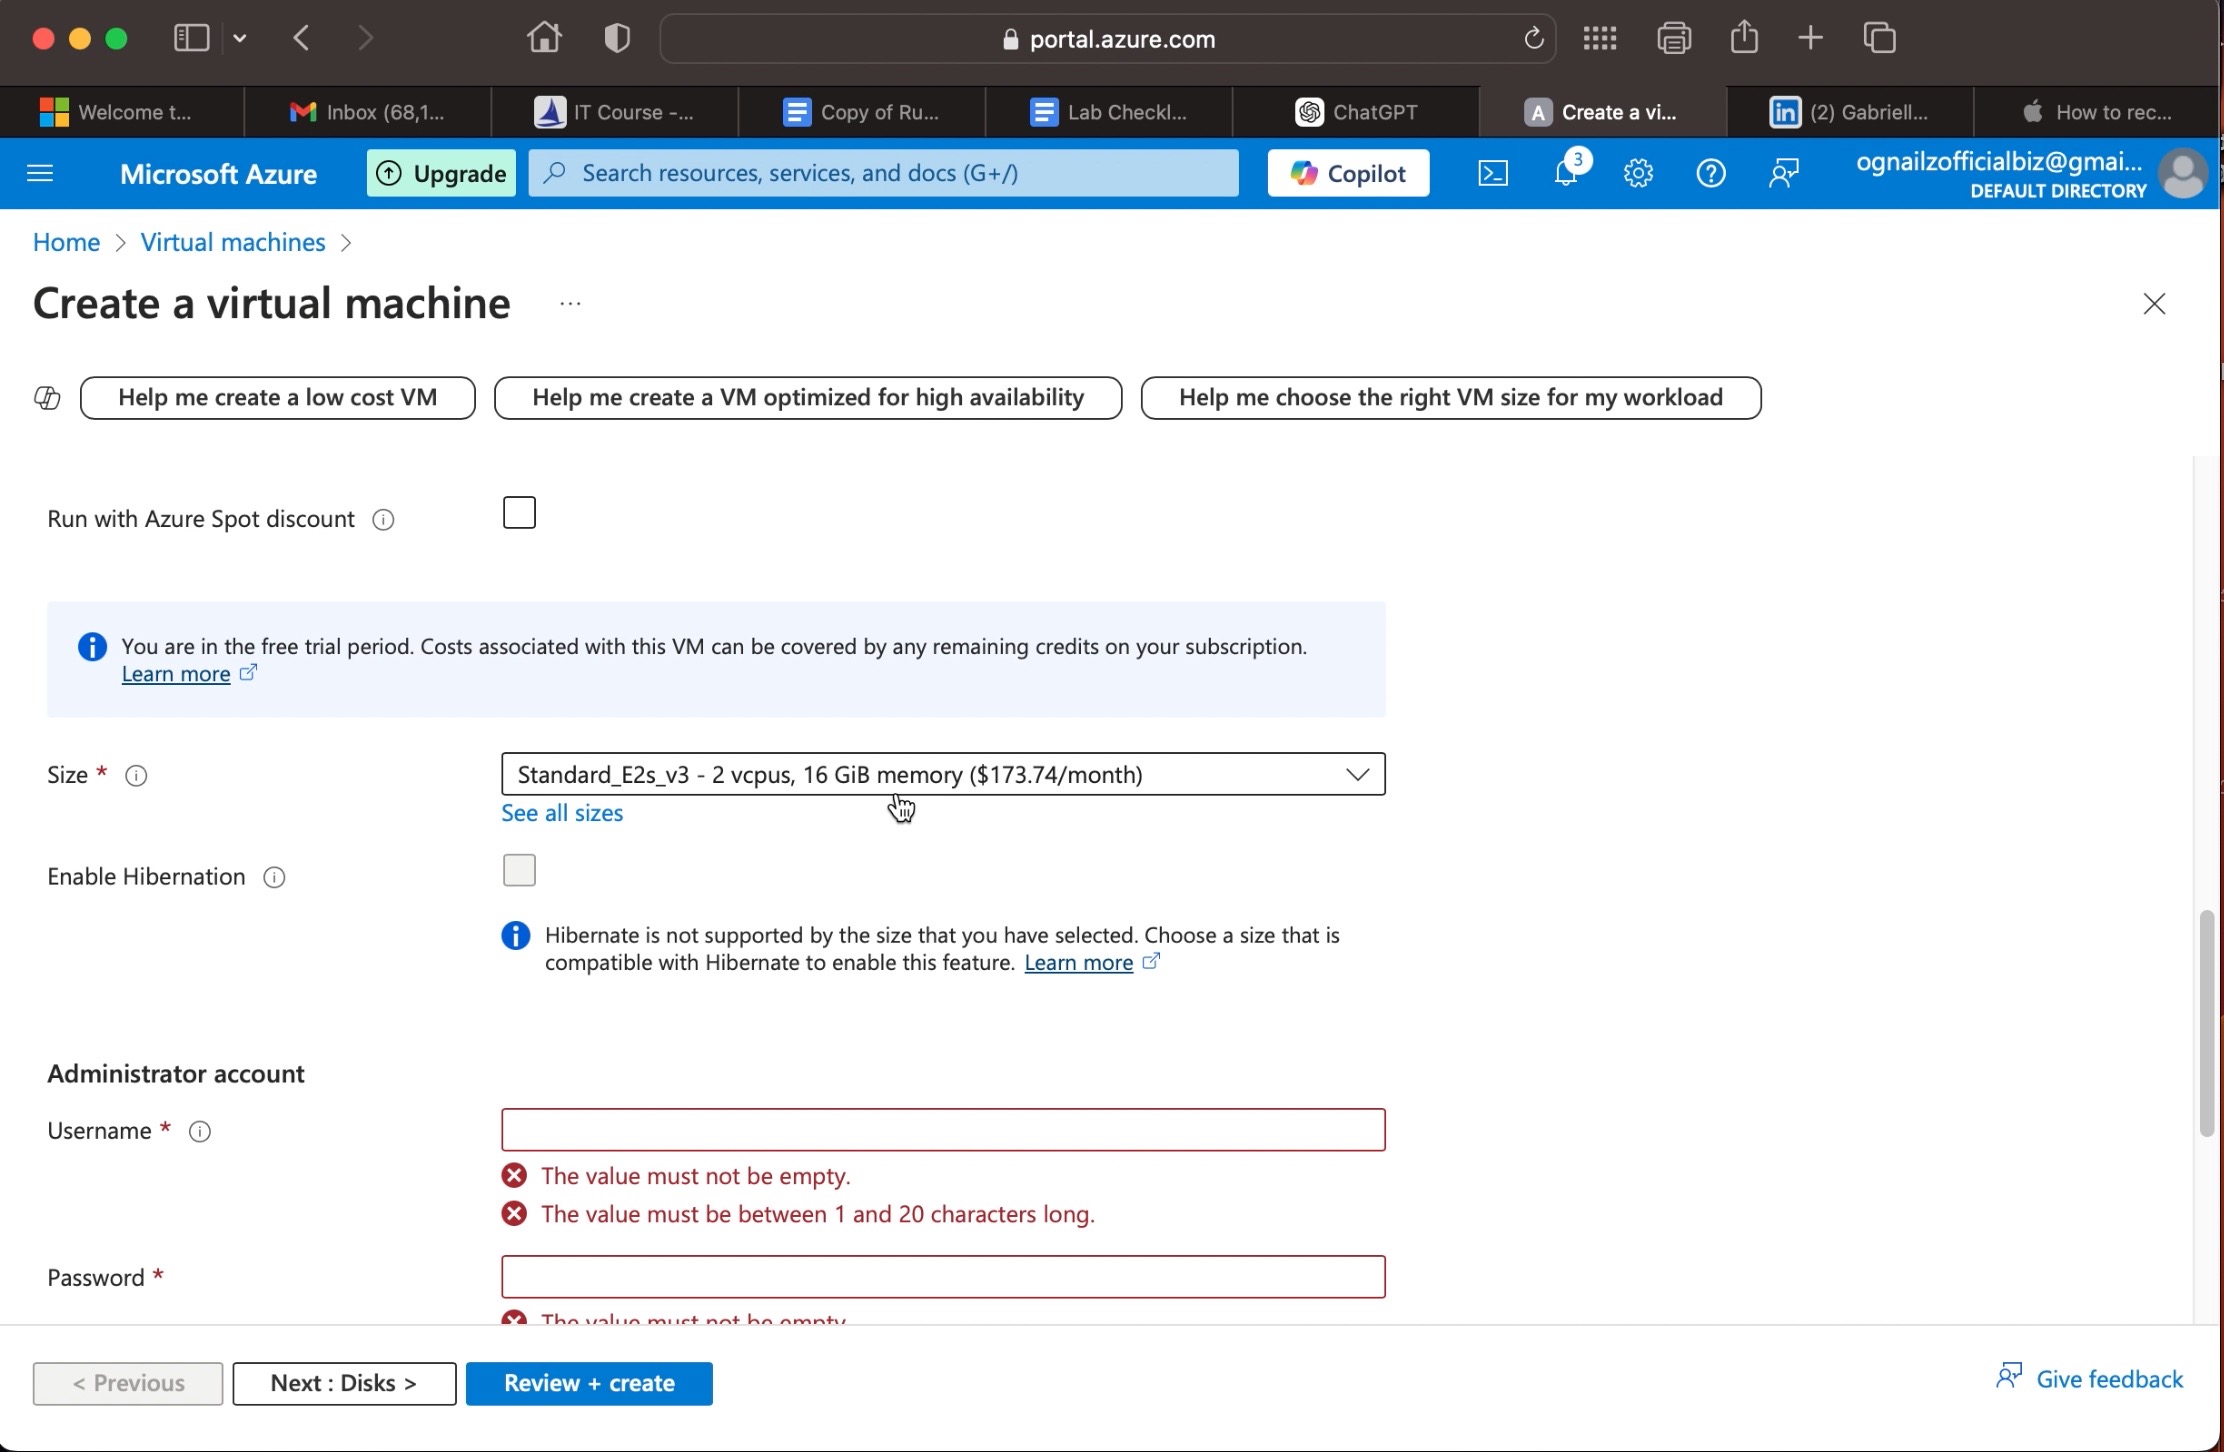 portal.azure.com
Welcome t...
Inbox (68,1...
IT Course -...
Copy of Ru...
Lab Checkl...
ChatGPT
A Create a vi...
in (2) Gabriell...
How to rec...
Microsoft Azure
Upgrade
Search resources, services, and docs (G+/)
Copilot
3
ognailzofficialbiz@gmai...
DEFAULT DIRECTORY
Home > Virtual machines >
Create a virtual machine ...
Help me create a low cost VM
Help me create a VM optimized for high availability
Help me choose the right VM size for my workload
Run with Azure Spot discount
You are in the free trial period. Costs associated with this VM can be covered by any remaining credits on your subscription.
Learn more
Size *
Standard_E2s_v3 - 2 vcpus, 16 GiB memory ($173.74/month)
See all sizes
Enable Hibernation
Hibernate is not supported by the size that you have selected. Choose a size that is
compatible with Hibernate to enable this feature. Learn more
Administrator account
Username *
The value must not be empty.
The value must be between 1 and 20 characters long.
Password *
The value must not be empty.
< Previous
Next : Disks >
Review + create
Give feedback